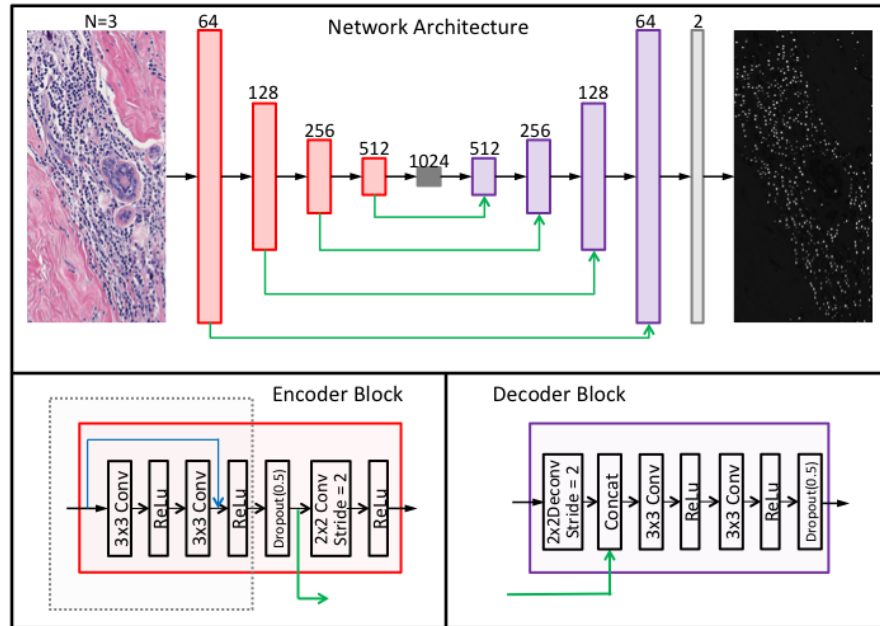 N=3
Network Architecture
64
128
256
512
1024
512
256
128
64
2
Encoder Block
3x3 Conv
ReLu
3x3 Conv
ReLu
Dropout(0.5)
2x2 Conv
Stride = 2
ReLu
Decoder Block
2x2Deconv
Stride = 2
Concat
3x3 Conv
ReLu
3x3 Conv
ReLu
Dropout(0.5)